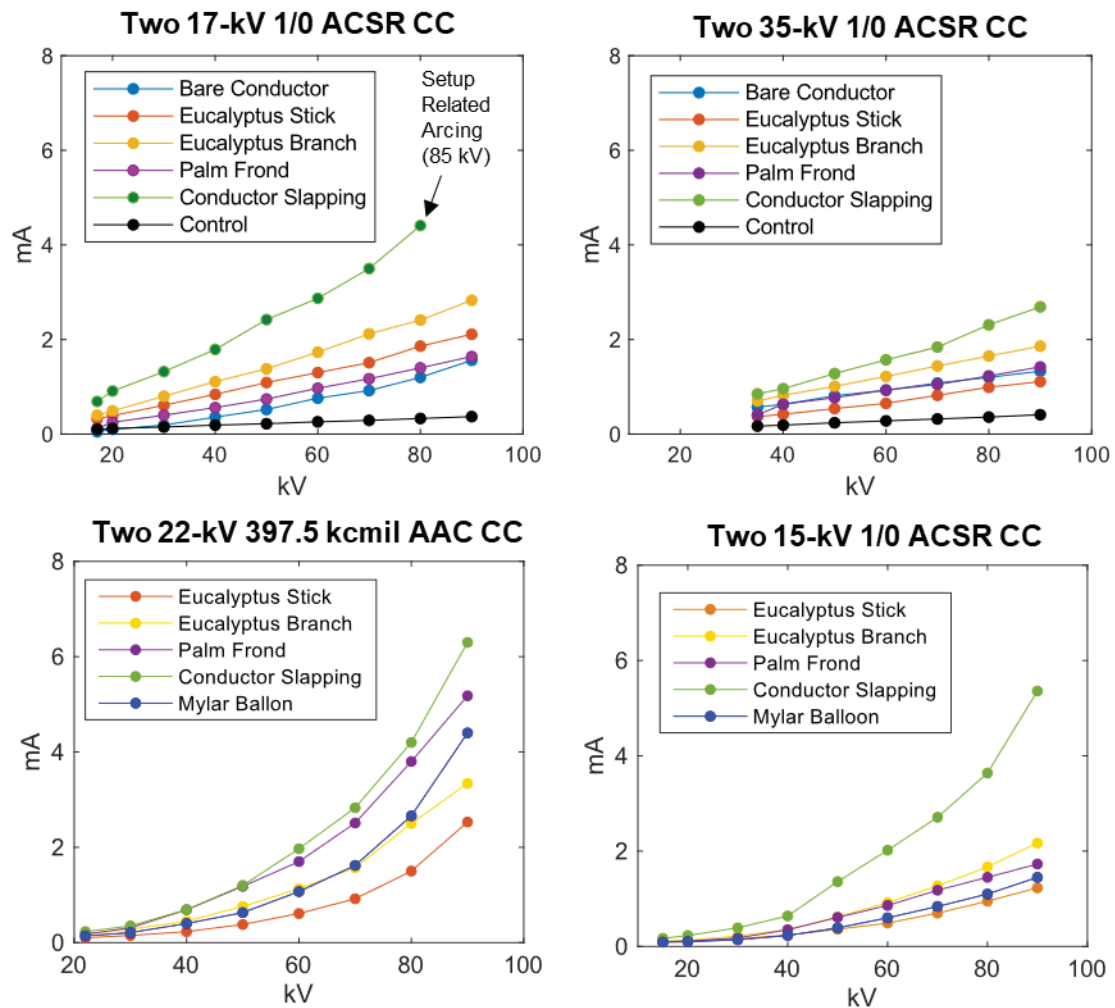 Two 17-kV 1/0 ACSR CC
8
6
4
2
0
mA
20
40
60
80
100
kV
Bare Conductor
Eucalyptus Stick
Eucalyptus Branch
Palm Frond
Conductor Slapping
Control
Setup
Related
Arcing
(85 kV)
Two 35-kV 1/0 ACSR CC
8
6
4
2
0
mA
20
40
60
80
100
kV
Bare Conductor
Eucalyptus Stick
Eucalyptus Branch
Palm Frond
Conductor Slapping
Control
Two 22-kV 397.5 kcmil AAC CC
8
6
4
2
0
mA
20
40
60
80
100
kV
Eucalyptus Stick
Eucalyptus Branch
Palm Frond
Conductor Slapping
Mylar Ballon
Two 15-kV 1/0 ACSR CC
8
6
4
2
0
mA
20
40
60
80
100
kV
Eucalyptus Stick
Eucalyptus Branch
Palm Frond
Conductor Slapping
Mylar Balloon